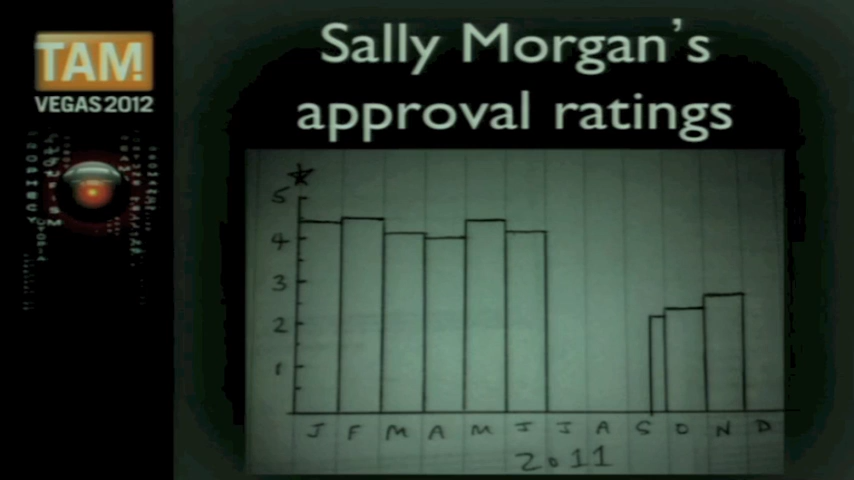 TAM!
VEGAS 2012
Sally Morgan's
approval ratings
5
4
3
2
1
J F M A M J J A S O N D
2011